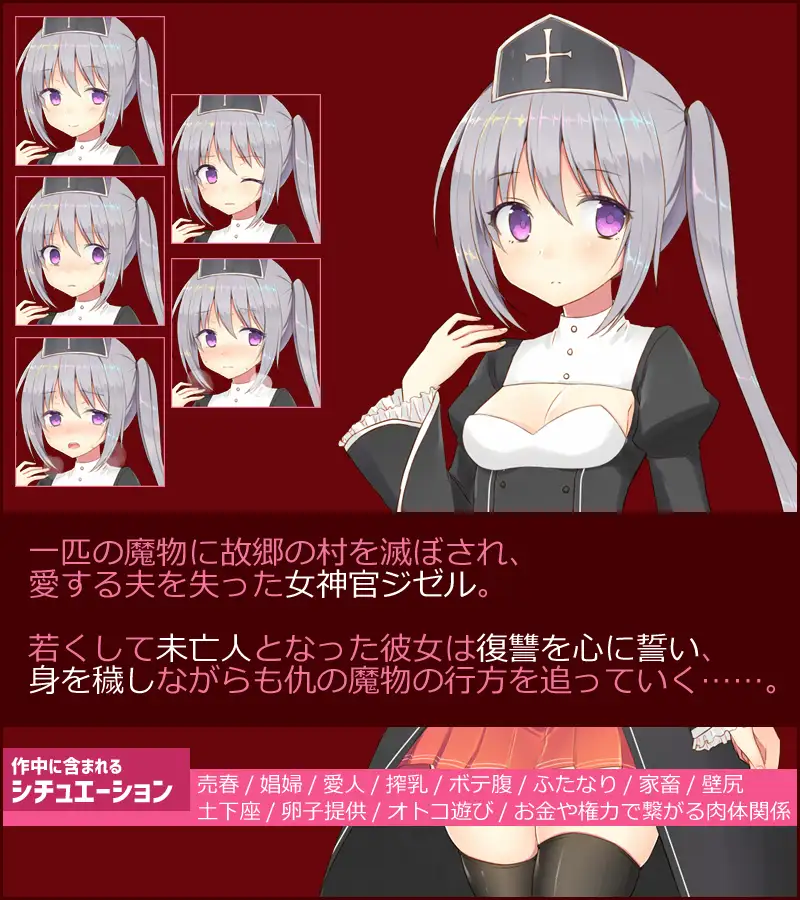 一匹の魔物に故郷の村を滅ぼされ、
愛する夫を失った女神官ジゼル。
若くして未亡人となった彼女は復讐を心に誓い、
身を穢しながらも仇の魔物の行方を追っていく……。
作中に含まれる
シチュエーション
売春 / 娼婦 / 愛人 / 搾乳 / ボテ腹 / ふたなり / 家畜 / 壁尻
土下座 / 卵子提供 / オトコ遊び / お金や権力で繋がる肉体関係